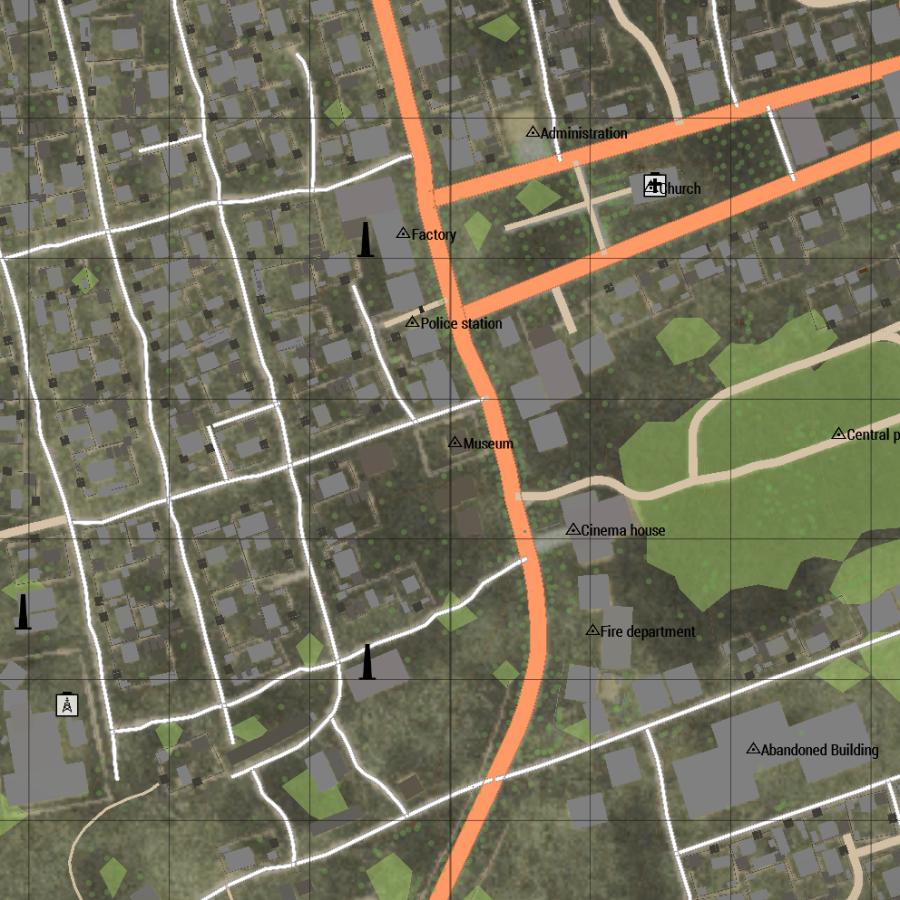 Administration
Church
Factory
Police station
Central p
Museum
Cinema house
Fire department
Abandoned Building